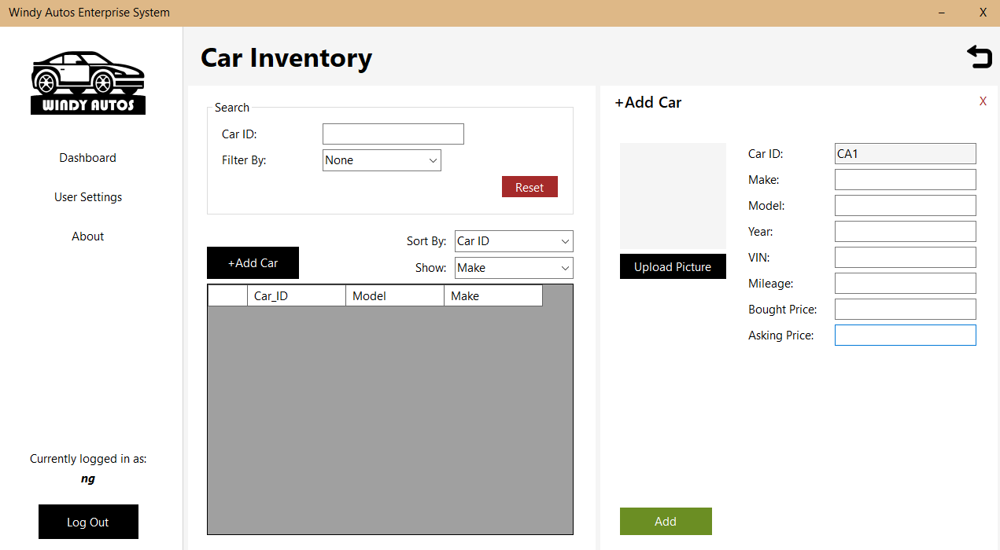 Windy Autos Enterprise System
– X
WINDY AUTOS
Dashboard
User Settings
About
Currently logged in as:
ng
Log Out
Car Inventory
Search
Car ID:
Filter By: None
Reset
+Add Car
Sort By: Car ID
Show: Make
Car_ID Model Make
+Add Car X
Upload Picture
Car ID: CA1
Make:
Model:
Year:
VIN:
Mileage:
Bought Price:
Asking Price:
Add